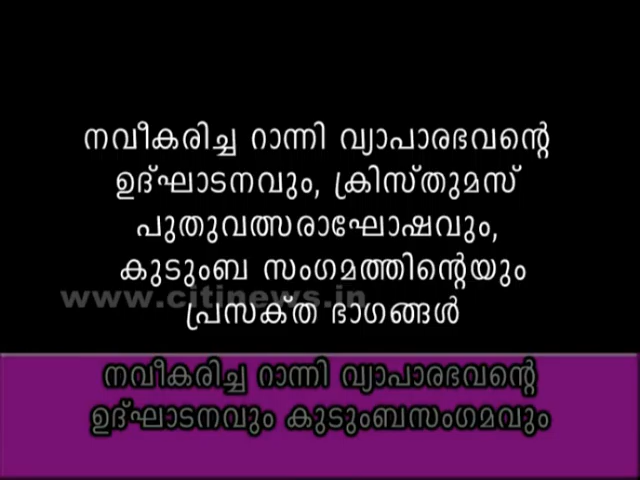 നവീകരിച്ച റാന്നി വ്യാപാരഭവന്റെ
ഉദ്ഘാടനവും, ക്രിസ്തുമസ്
പുതുവത്സരാഘോഷവും,
കുടുംബ സംഗമത്തിന്റെയും
www.citinews.in
പ്രസക്ത ഭാഗങ്ങൾ
നവീകരിച്ച റാന്നി വ്യാപാരഭവന്റെ
ഉദ്ഘാടനവും കുടുംബസംഗമവും